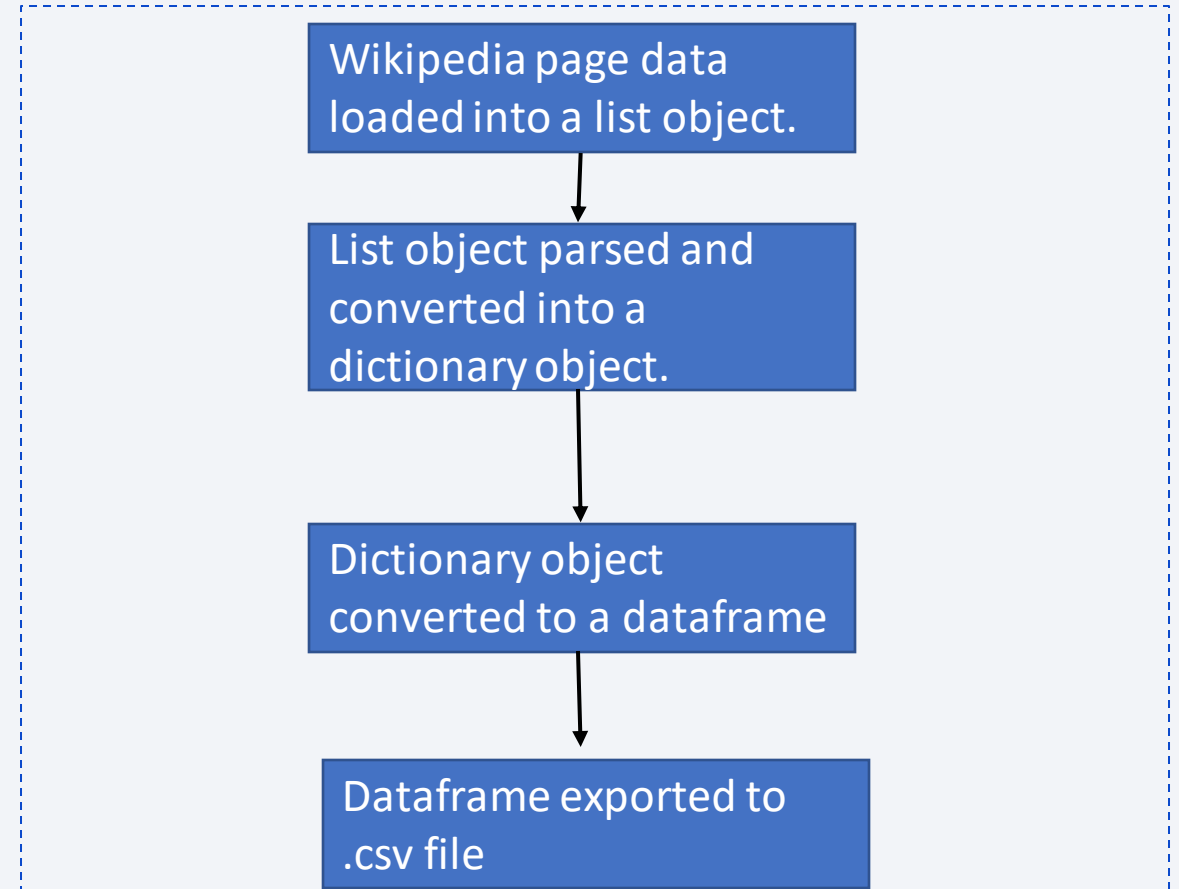 Wikipedia page data
loaded into a list object.
List object parsed and
converted into a
dictionary object.
Dictionary object
converted to a dataframe
Dataframe exported to
.csv file